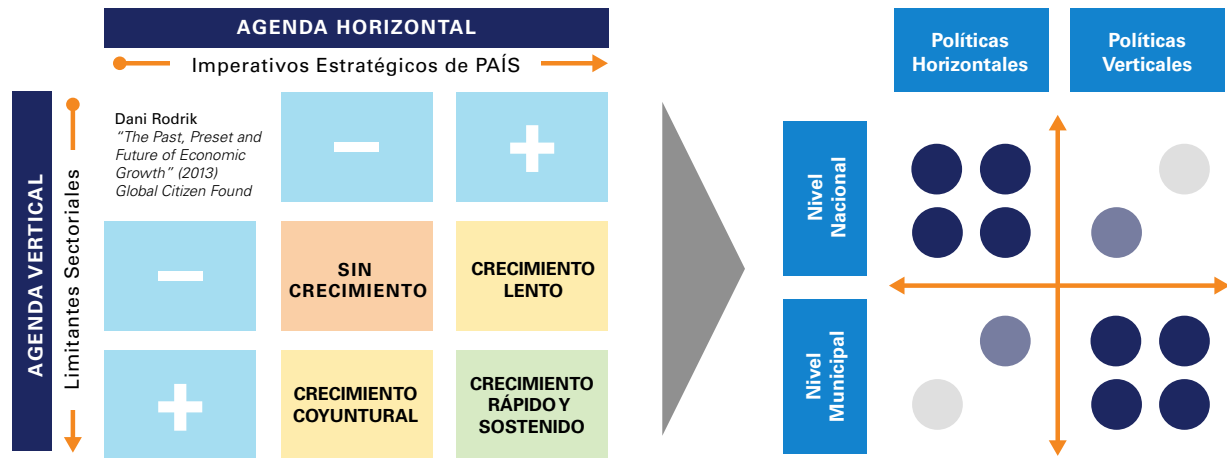 AGENDA HORIZONTAL
Imperativos Estratégicos de PAÍS
AGENDA VERTICAL
Limitantes Sectoriales
Dani Rodrik
“The Past, Preset and
Future of Economic
Growth” (2013)
Global Citizen Found
−
+
−
SIN
CRECIMIENTO
CRECIMIENTO
LENTO
+
CRECIMIENTO
COYUNTURAL
CRECIMIENTO
RÁPIDO Y
SOSTENIDO
Políticas
Horizontales
Políticas
Verticales
Nivel
Nacional
Nivel
Municipal